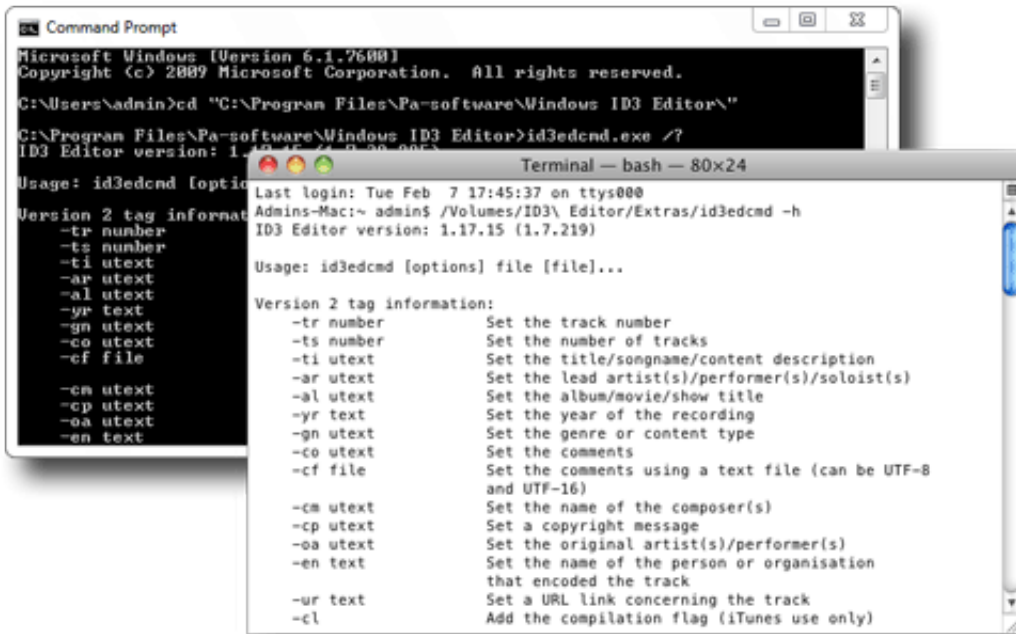 Command Prompt
Microsoft Windows [Version 6.1.7600]
Copyright (c) 2009 Microsoft Corporation.  All rights reserved.
C:\Users\admin>cd "C:\Program Files\Pa-software\Windows ID3 Editor\"
C:\Program Files\Pa-software\Windows ID3 Editor>id3edcmd.exe /?
ID3 Editor version:
Usage: id3edcmd [optio
Version 2 tag informat
-tr number
-ts number
-ti utext
-ar utext
-al utext
-yr text
-gn utext
-co utext
-cf file
-cm utext
-cp utext
-oa utext
-en text
Terminal — bash — 80×24
Last login: Tue Feb  7 17:45:37 on ttys000
Admins-Mac:~ admin$ /Volumes/ID3\ Editor/Extras/id3edcmd -h
ID3 Editor version: 1.17.15 (1.7.219)
Usage: id3edcmd [options] file [file]...
Version 2 tag information:
-tr number Set the track number
-ts number Set the number of tracks
-ti utext Set the title/songname/content description
-ar utext Set the lead artist(s)/performer(s)/soloist(s)
-al utext Set the album/movie/show title
-yr text Set the year of the recording
-gn utext Set the genre or content type
-co utext Set the comments
-cf file Set the comments using a text file (can be UTF-8
and UTF-16)
-cm utext Set the name of the composer(s)
-cp utext Set a copyright message
-oa utext Set the original artist(s)/performer(s)
-en text Set the name of the person or organisation
that encoded the track
-ur text Set a URL link concerning the track
-cl Add the compilation flag (iTunes use only)